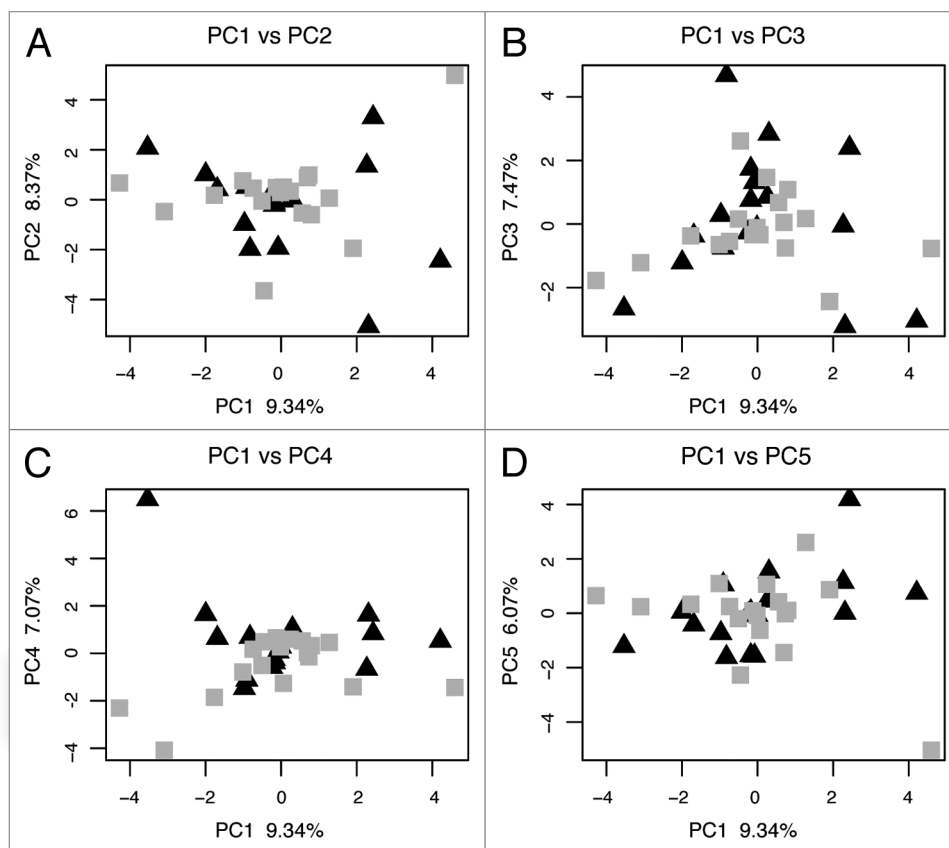 A
PC1 vs PC2
4
2
0
−2
−4
PC2 8.37%
−4 −2 0 2 4
PC1 9.34%
B
PC1 vs PC3
4
2
0
−2
PC3 7.47%
−4 −2 0 2 4
PC1 9.34%
C
PC1 vs PC4
6
4
2
0
−2
−4
PC4 7.07%
−4 −2 0 2 4
PC1 9.34%
D
PC1 vs PC5
4
2
0
−2
−4
PC5 6.07%
−4 −2 0 2 4
PC1 9.34%